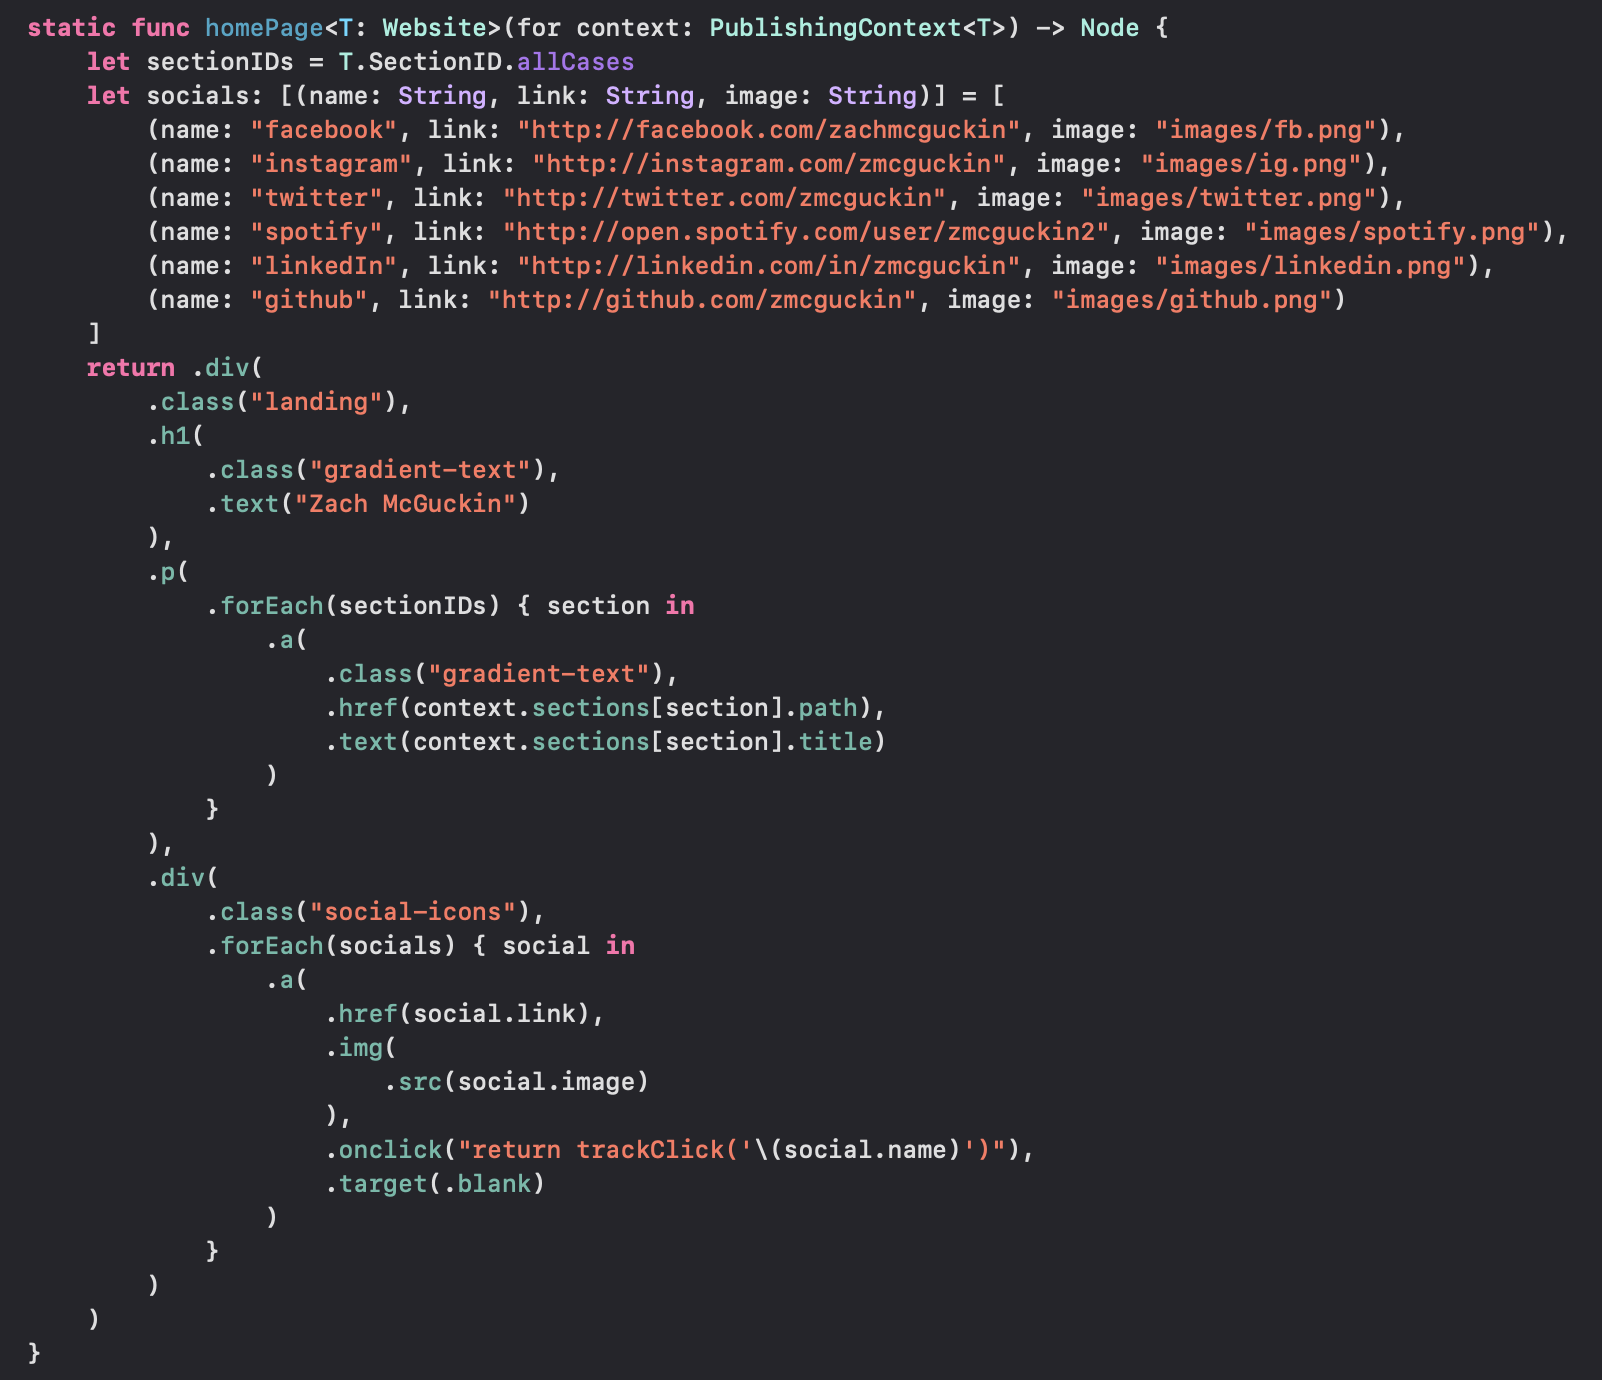 static func homePage<T: Website>(for context: PublishingContext<T>) -> Node {
    let sectionIDs = T.SectionID.allCases
    let socials: [(name: String, link: String, image: String)] = [
        (name: "facebook", link: "http://facebook.com/zachmcguckin", image: "images/fb.png"),
        (name: "instagram", link: "http://instagram.com/zmcguckin", image: "images/ig.png"),
        (name: "twitter", link: "http://twitter.com/zmcguckin", image: "images/twitter.png"),
        (name: "spotify", link: "http://open.spotify.com/user/zmcguckin2", image: "images/spotify.png"),
        (name: "linkedIn", link: "http://linkedin.com/in/zmcguckin", image: "images/linkedin.png"),
        (name: "github", link: "http://github.com/zmcguckin", image: "images/github.png")
    ]
    return .div(
        .class("landing"),
        .h1(
            .class("gradient-text"),
            .text("Zach McGuckin")
        ),
        .p(
            .forEach(sectionIDs) { section in
                .a(
                    .class("gradient-text"),
                    .href(context.sections[section].path),
                    .text(context.sections[section].title)
                )
            }
        ),
        .div(
            .class("social-icons"),
            .forEach(socials) { social in
                .a(
                    .href(social.link),
                    .img(
                        .src(social.image)
                    ),
                    .onclick("return trackClick('\(social.name)')"),
                    .target(.blank)
                )
            }
        )
    )
}